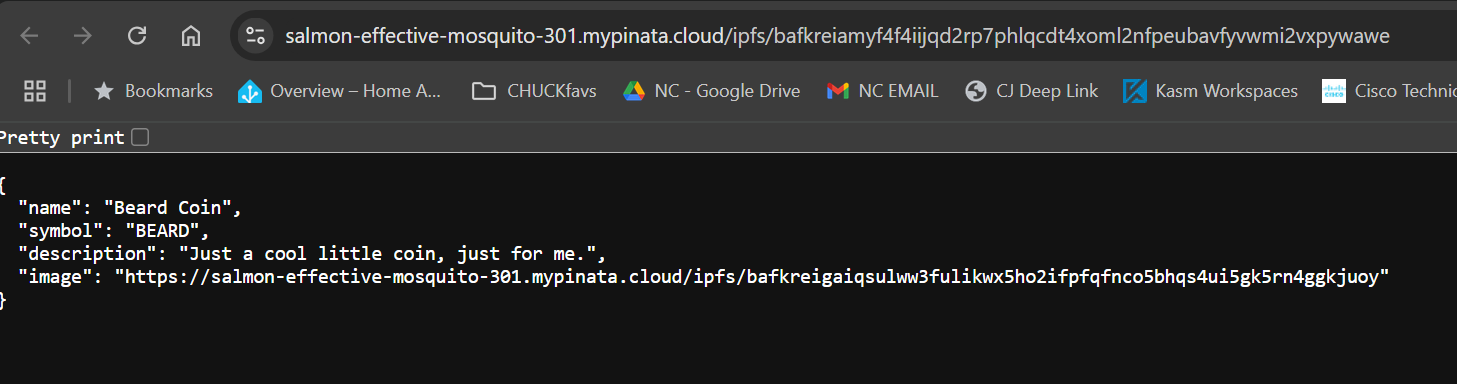 salmon-effective-mosquito-301.mypinata.cloud/ipfs/bafkreiamyf4f4iijqd2rp7phlqcdt4xoml2nfpeubavfyvwmi2vxpywawe
Bookmarks Overview – Home A... CHUCKfavs NC - Google Drive NC EMAIL CJ Deep Link Kasm Workspaces Cisco Technic
Pretty print
{
"name": "Beard Coin",
"symbol": "BEARD",
"description": "Just a cool little coin, just for me.",
"image": "https://salmon-effective-mosquito-301.mypinata.cloud/ipfs/bafkreigaiqsulww3fulikwx5ho2ifpfqfnco5bhqs4ui5gk5rn4ggkjuoy"
}